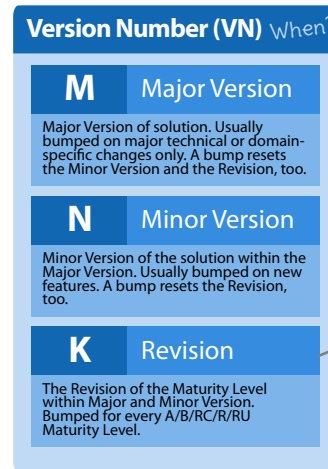 Version Number (VN) When?
M Major Version
Major Version of solution. Usually
bumped on major technical or domain-
specific changes only. A bump resets
the Minor Version and the Revision, too.
N Minor Version
Minor Version of the solution within the
Major Version. Usually bumped on new
features. A bump resets the Revision,
too.
K Revision
The Revision of the Maturity Level
within Major and Minor Version.
Bumped for every A/B/RC/R/RU
Maturity Level.